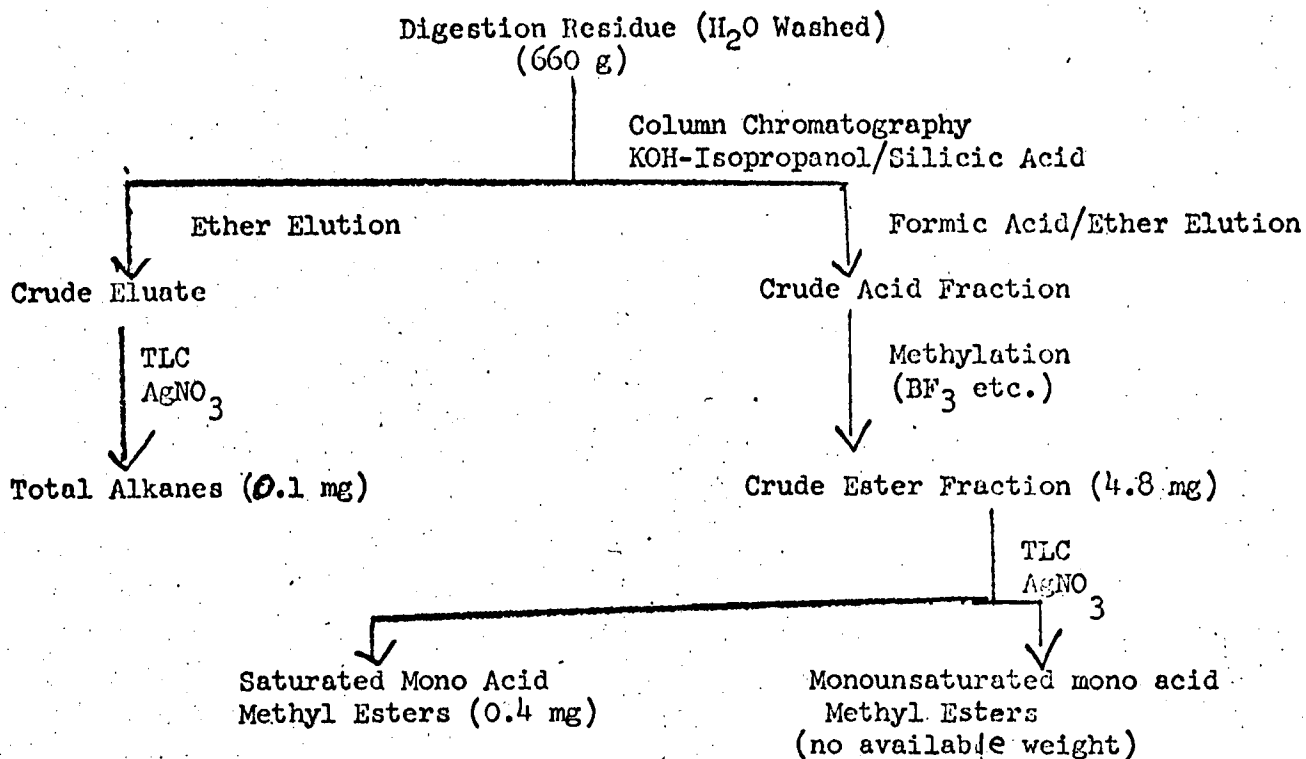 Digestion Residue (H₂O Washed)
(660 g)
Column Chromatography
KOH-Isopropanol/Silicic Acid
Ether Elution
Formic Acid/Ether Elution
Crude Eluate
Crude Acid Fraction
TLC
AgNO₃
Methylation
(BF₃ etc.)
Total Alkanes (0.1 mg)
Crude Ester Fraction (4.8 mg)
TLC
AgNO₃
Saturated Mono Acid
Methyl Esters (0.4 mg)
Monounsaturated mono acid
Methyl Esters
(no available weight)